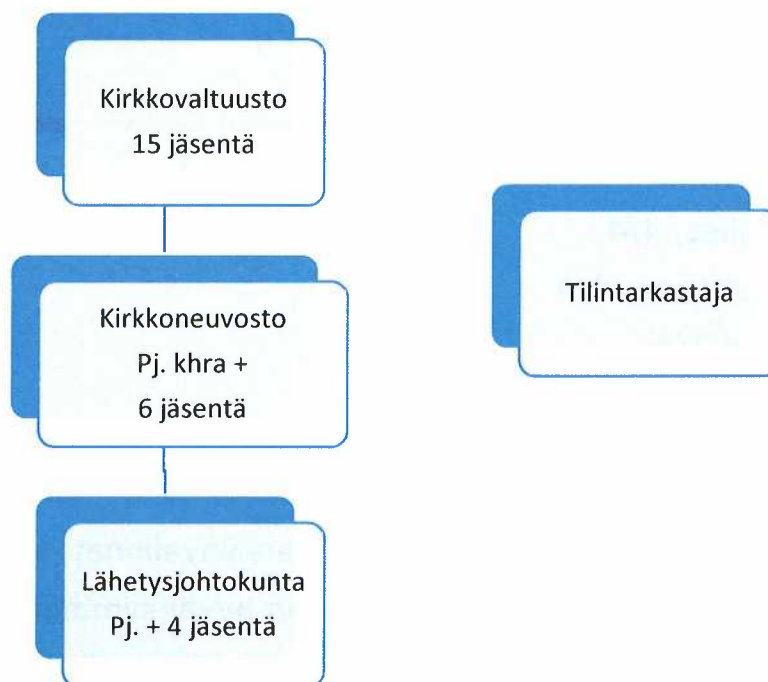 Kirkkovaltuusto
15 jäsentä
Kirkkoneuvosto
Pj. khra +
6 jäsentä
Lähetysjohtokunta
Pj. + 4 jäsentä
Tilintarkastaja